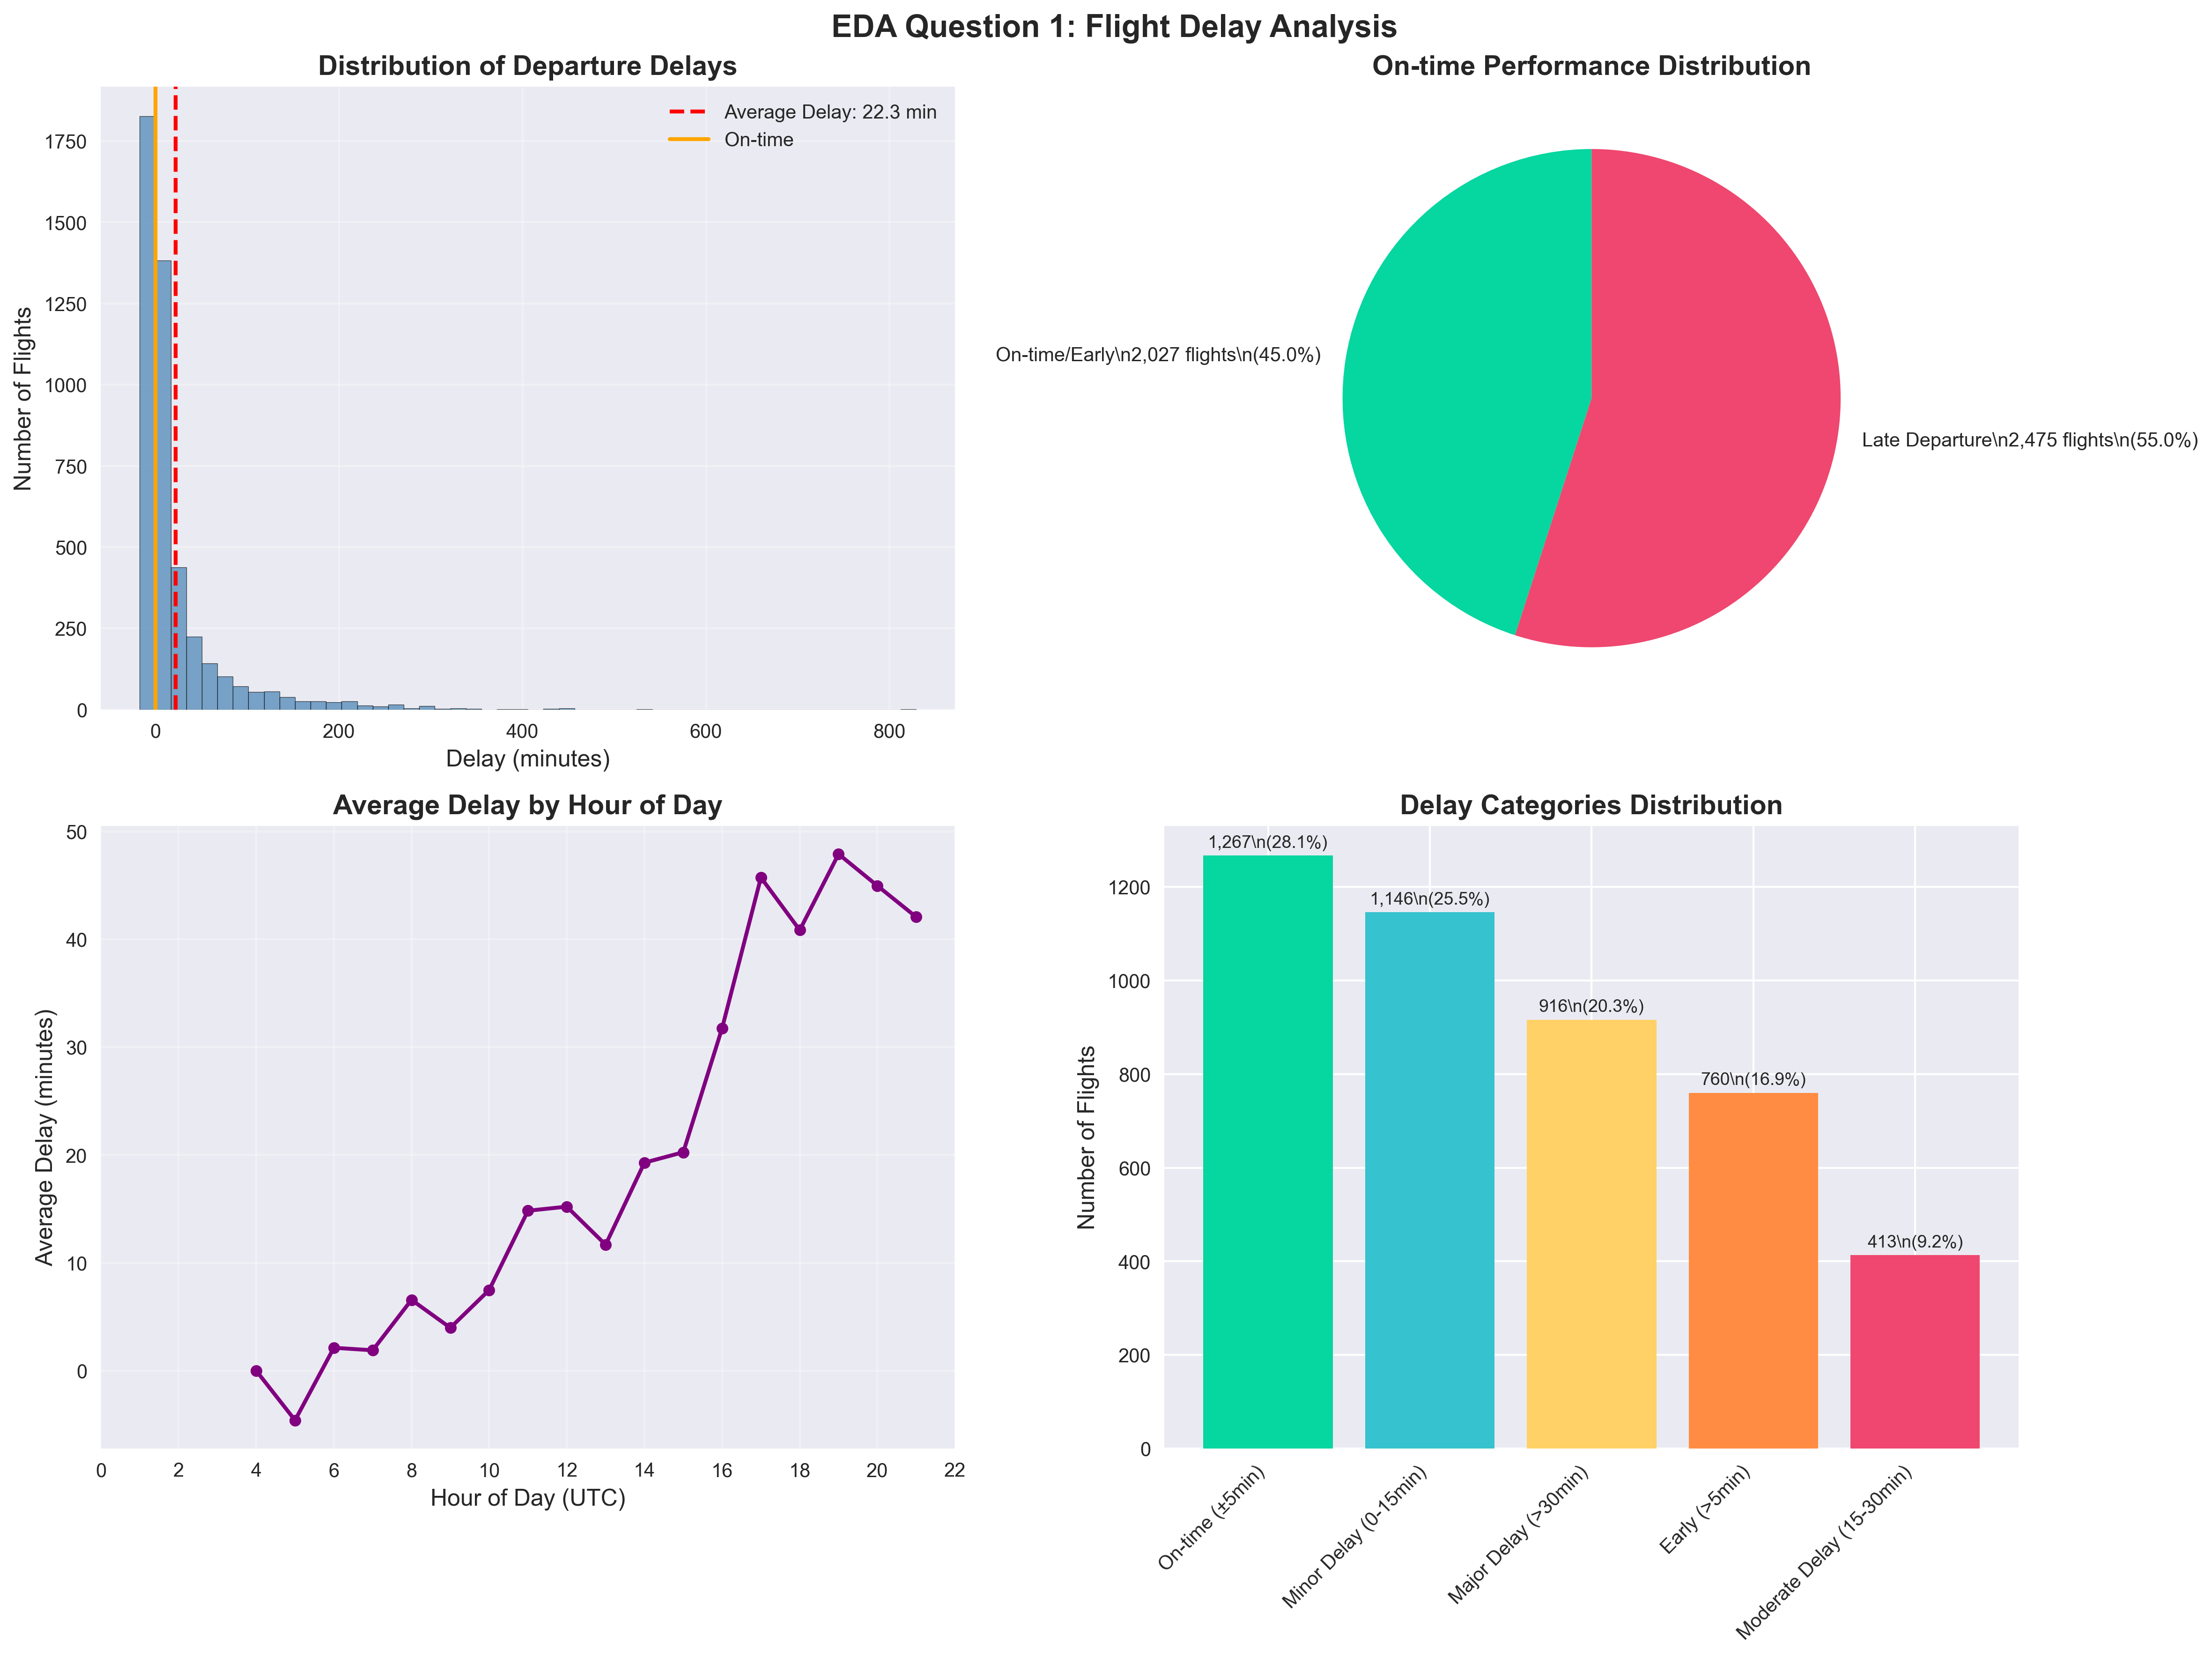 EDA Question 1: Flight Delay Analysis
Distribution of Departure Delays
Average Delay: 22.3 min
On-time
Number of Flights
1750
1500
1250
1000
750
500
250
0
0 200 400 600 800
Delay (minutes)
On-time Performance Distribution
On-time/Early\n2,027 flights\n(45.0%)
Late Departure\n2,475 flights\n(55.0%)
Average Delay by Hour of Day
Average Delay (minutes)
50
40
30
20
10
0
0 2 4 6 8 10 12 14 16 18 20 22
Hour of Day (UTC)
Delay Categories Distribution
Number of Flights
1200
1000
800
600
400
200
0
1,267\n(28.1%)
1,146\n(25.5%)
916\n(20.3%)
760\n(16.9%)
413\n(9.2%)
On-time (±5min)
Minor Delay (0-15min)
Major Delay (>30min)
Early (>5min)
Moderate Delay (15-30min)